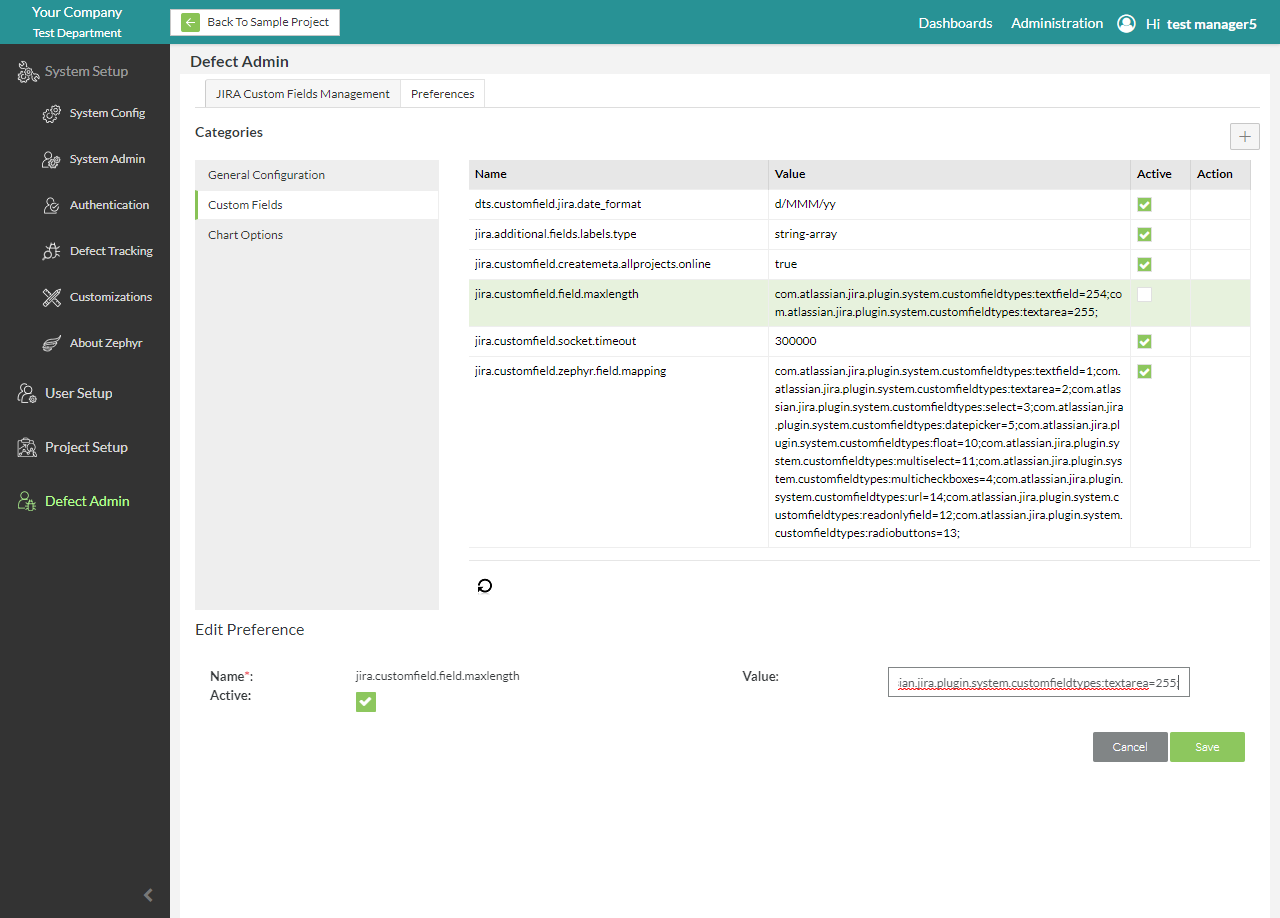 Your Company
Test Department
Back To Sample Project
Dashboards
Administration
Hi test manager5
System Setup
System Config
System Admin
Authentication
Defect Tracking
Customizations
About Zephyr
User Setup
Project Setup
Defect Admin
Defect Admin
JIRA Custom Fields Management
Preferences
Categories
General Configuration
Custom Fields
Chart Options
Name Value Active Action
dts.customfield.jira.date_format d/MMM/yy
jira.additional.fields.labels.type string-array
jira.customfield.createmeta.allprojects.online true
jira.customfield.field.maxlength com.atlassian.jira.plugin.system.customfieldtypes:textfield=254;co
m.atlassian.jira.plugin.system.customfieldtypes:textarea=255;
jira.customfield.socket.timeout 300000
jira.customfield.zephyr.field.mapping com.atlassian.jira.plugin.system.customfieldtypes:textfield=1;com.
atlassian.jira.plugin.system.customfieldtypes:textarea=2;com.atlas
sian.jira.plugin.system.customfieldtypes:select=3;com.atlassian.jira
.plugin.system.customfieldtypes:datepicker=5;com.atlassian.jira.pl
ugin.system.customfieldtypes:float=10;com.atlassian.jira.plugin.sy
stem.customfieldtypes:multiselect=11;com.atlassian.jira.plugin.sys
tem.customfieldtypes:multicheckboxes=4;com.atlassian.jira.plugin.
system.customfieldtypes:url=14;com.atlassian.jira.plugin.system.c
ustomfieldtypes:readonlyfield=12;com.atlassian.jira.plugin.system.
customfieldtypes:radiobuttons=13;
Edit Preference
Name*: jira.customfield.field.maxlength
Value: ian.jira.plugin.system.customfieldtypes:textarea=255;
Active:
Cancel
Save